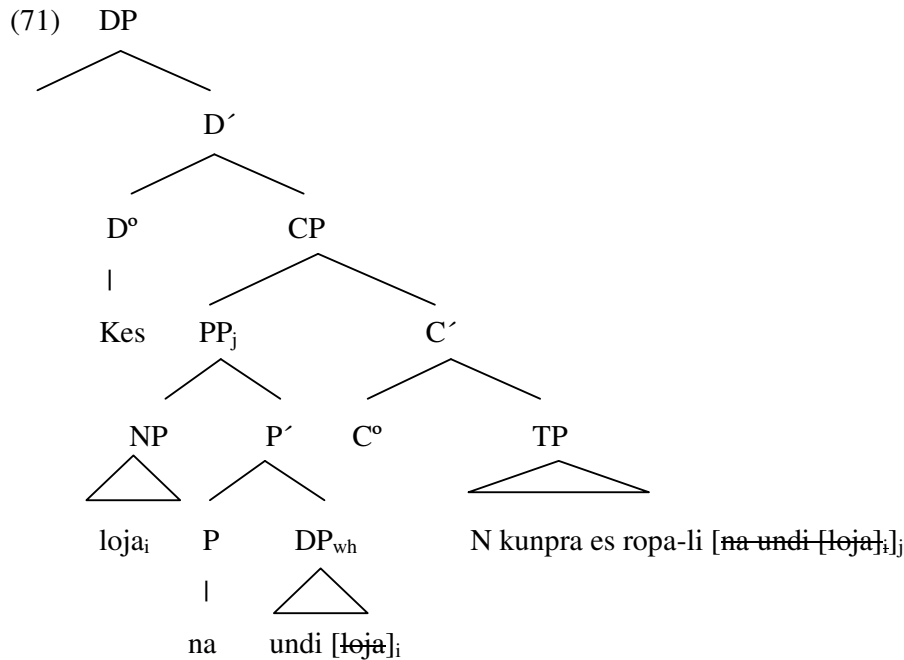 (71) DP
D´
Dº CP
Kes PPj C´
NP P´ Cº TP
lojai P DPwh N kunpra es ropa-li [na undi [loja]i]j
na undi [loja]i